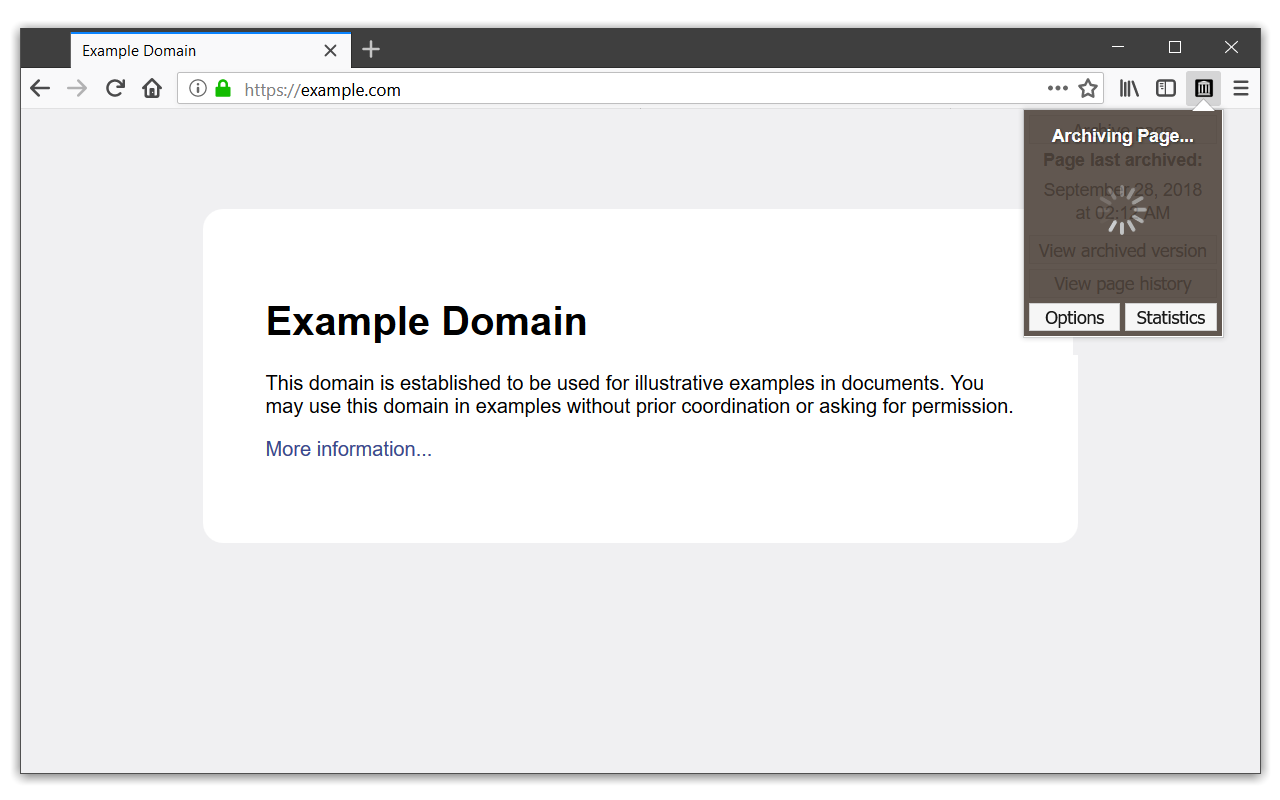 Example Domain
https://example.com
Archiving Page...
Page last archived:
September 28, 2018
at 02:13 AM
View archived version
View page history
Options Statistics
Example Domain
This domain is established to be used for illustrative examples in documents. You
may use this domain in examples without prior coordination or asking for permission.
More information...